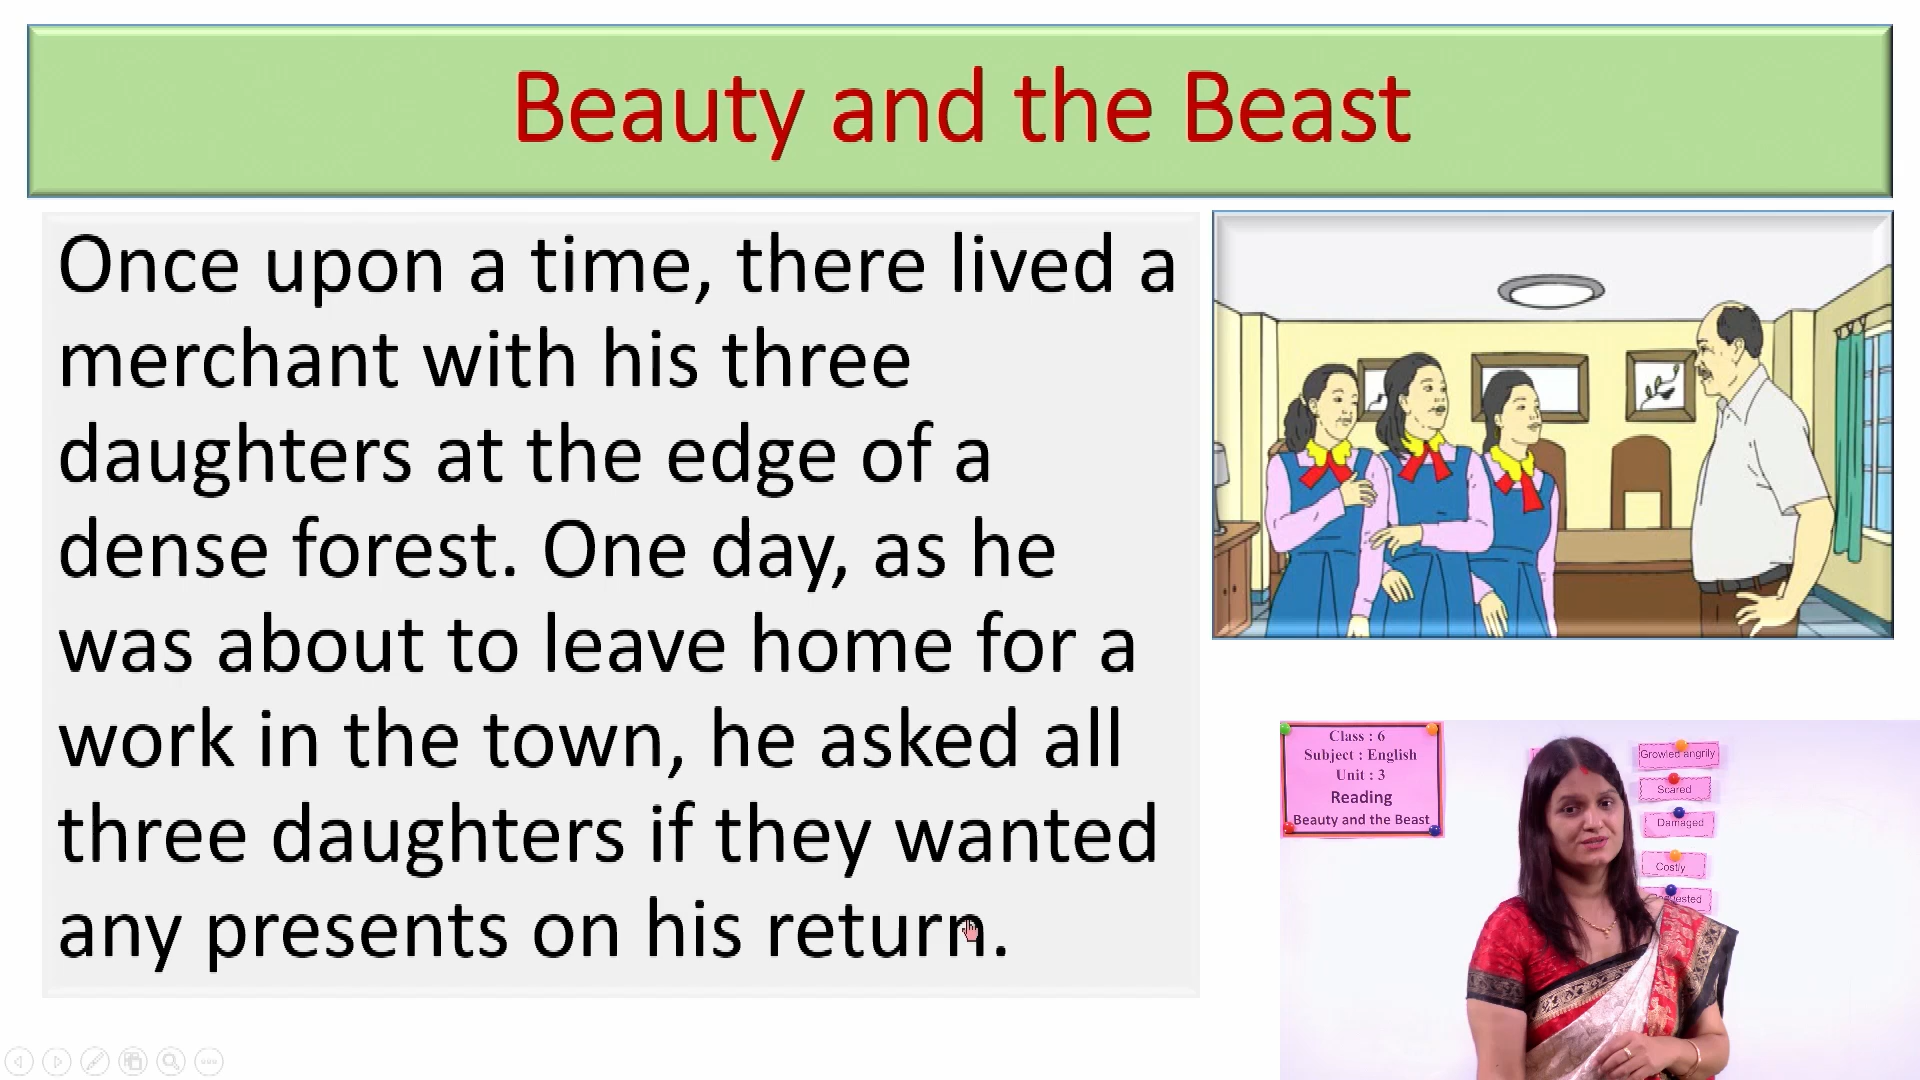 Beauty and the Beast
Once upon a time, there lived a
merchant with his three
daughters at the edge of a
dense forest. One day, as he
was about to leave home for a
work in the town, he asked all
three daughters if they wanted
any presents on his return.
Class : 6
Subject : English
Unit : 3
Reading
Beauty and the Beast
Growled angrily
Scared
Damaged
Costly